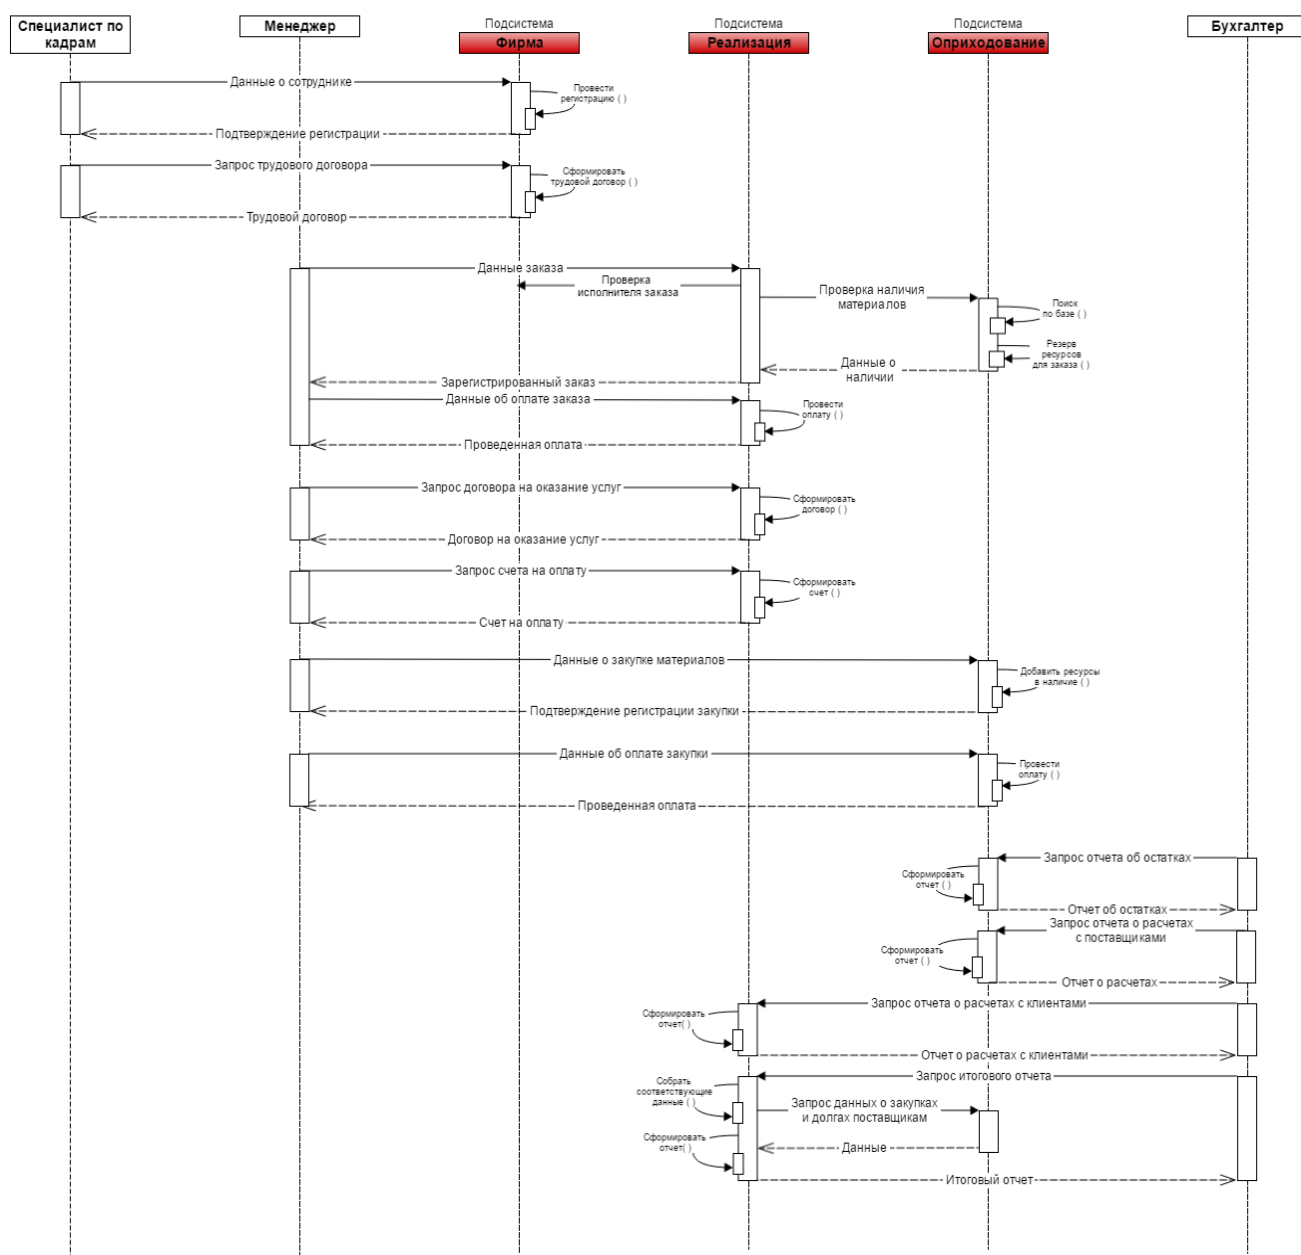 Специалист по
кадрам
Менеджер
Подсистема
Фирма
Подсистема
Реализация
Подсистема
Оприходование
Бухгалтер
Данные о сотруднике
Провести
регистрацию ( )
Подтверждение регистрации
Запрос трудового договора
Сформировать
трудовой договор ( )
Трудовой договор
Данные заказа
Проверка
исполнителя заказа
Проверка наличия
материалов
Поиск
по базе ( )
Резерв
ресурсов
для заказа ( )
Данные о
наличии
Зарегистрированный заказ
Данные об оплате заказа
Провести
оплату ( )
Проведенная оплата
Запрос договора на оказание услуг
Сформировать
договор ( )
Договор на оказание услуг
Запрос счета на оплату
Сформировать
счет ( )
Счет на оплату
Данные о закупке материалов
Добавить ресурсы
в наличие ( )
Подтверждение регистрации закупки
Данные об оплате закупки
Провести
оплату ( )
Проведенная оплата
Запрос отчета об остатках
Сформировать
отчет ( )
Отчет об остатках
Запрос отчета о расчетах
с поставщиками
Сформировать
отчет ( )
Отчет о расчетах
Запрос отчета о расчетах с клиентами
Сформировать
отчет( )
Отчет о расчетах с клиентами
Запрос итогового отчета
Собрать
соответствующие
данные ( )
Запрос данных о закупках
и долгах поставщикам
Сформировать
отчет( )
Данные
Итоговый отчет